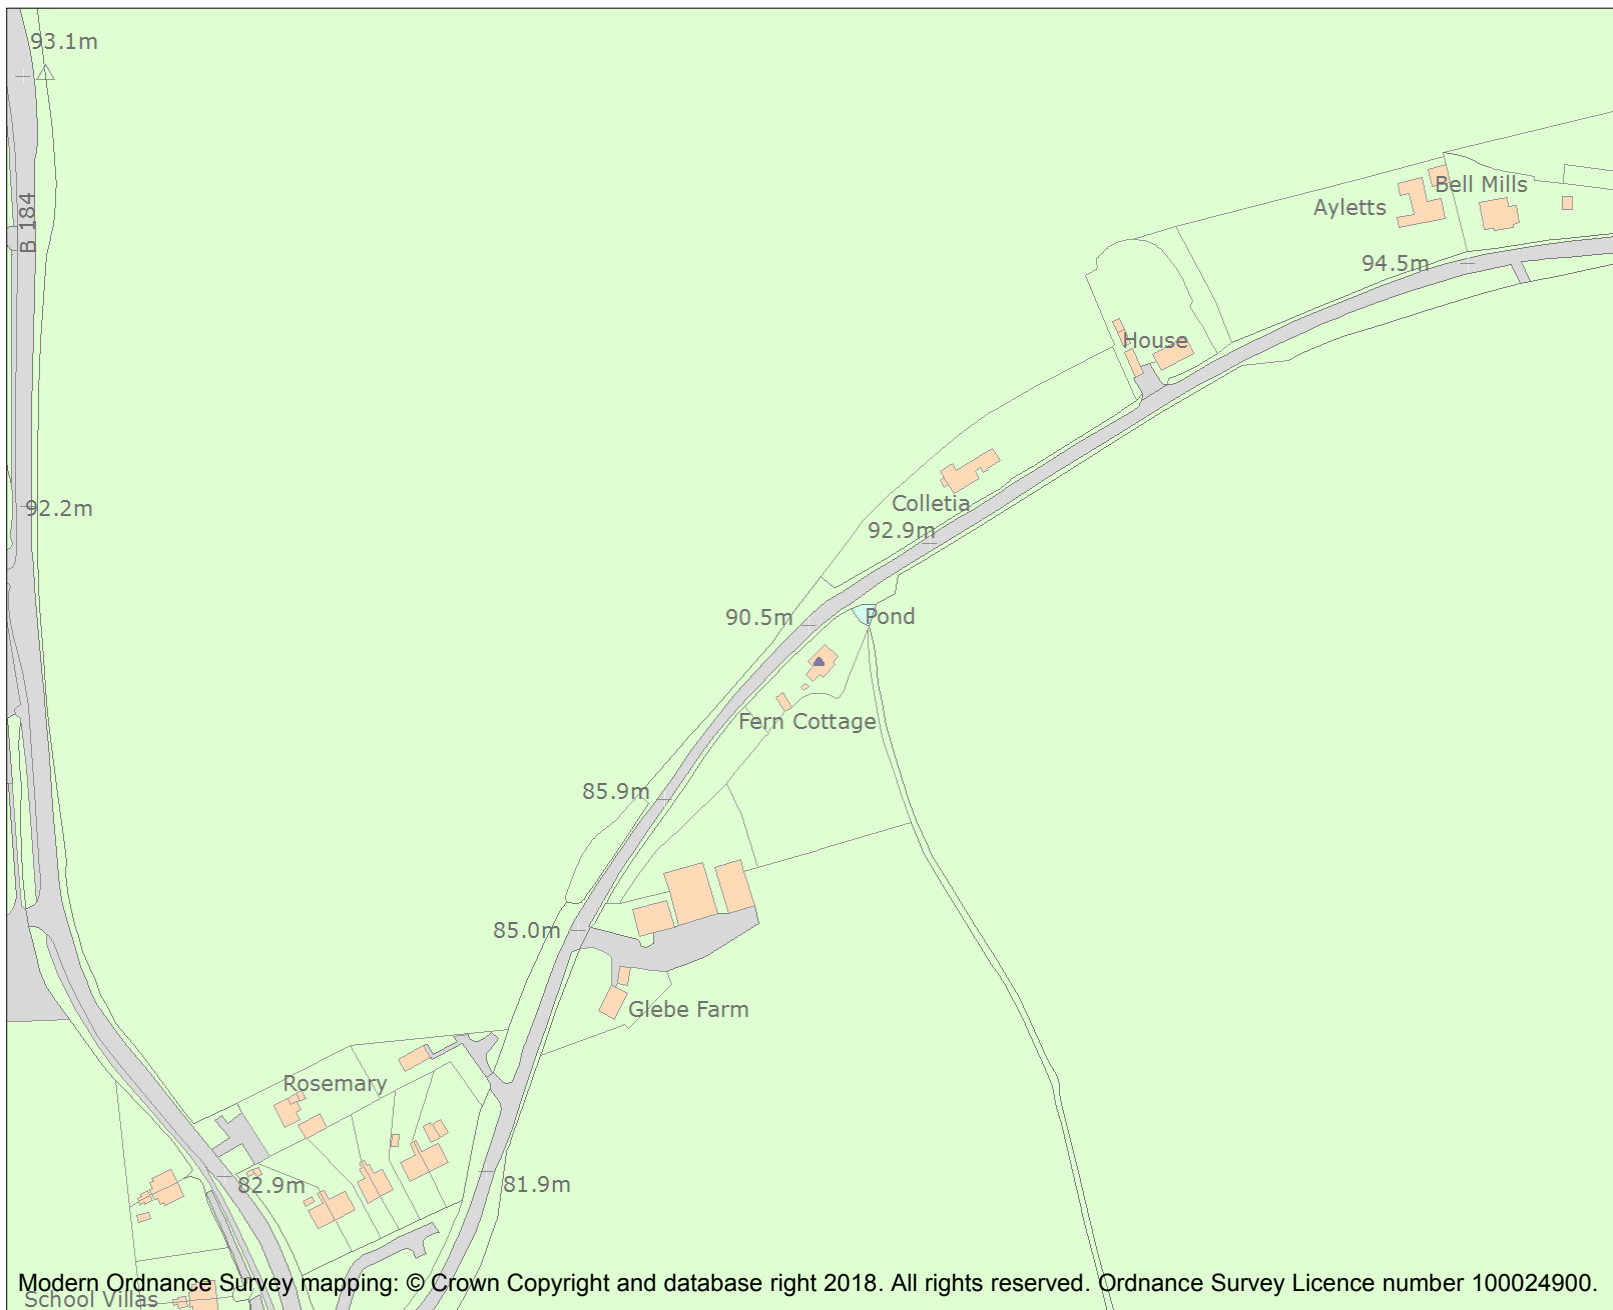 93.1m
B 184
Bell Mills
Ayletts
94.5m
House
92.2m
Colletia
92.9m
90.5m
Pond
Fern Cottage
85.9m
85.0m
Glebe Farm
Rosemary
82.9m
81.9m
Modern Ordnance Survey mapping: © Crown Copyright and database right 2018. All rights reserved. Ordnance Survey Licence number 100024900.
School Villas